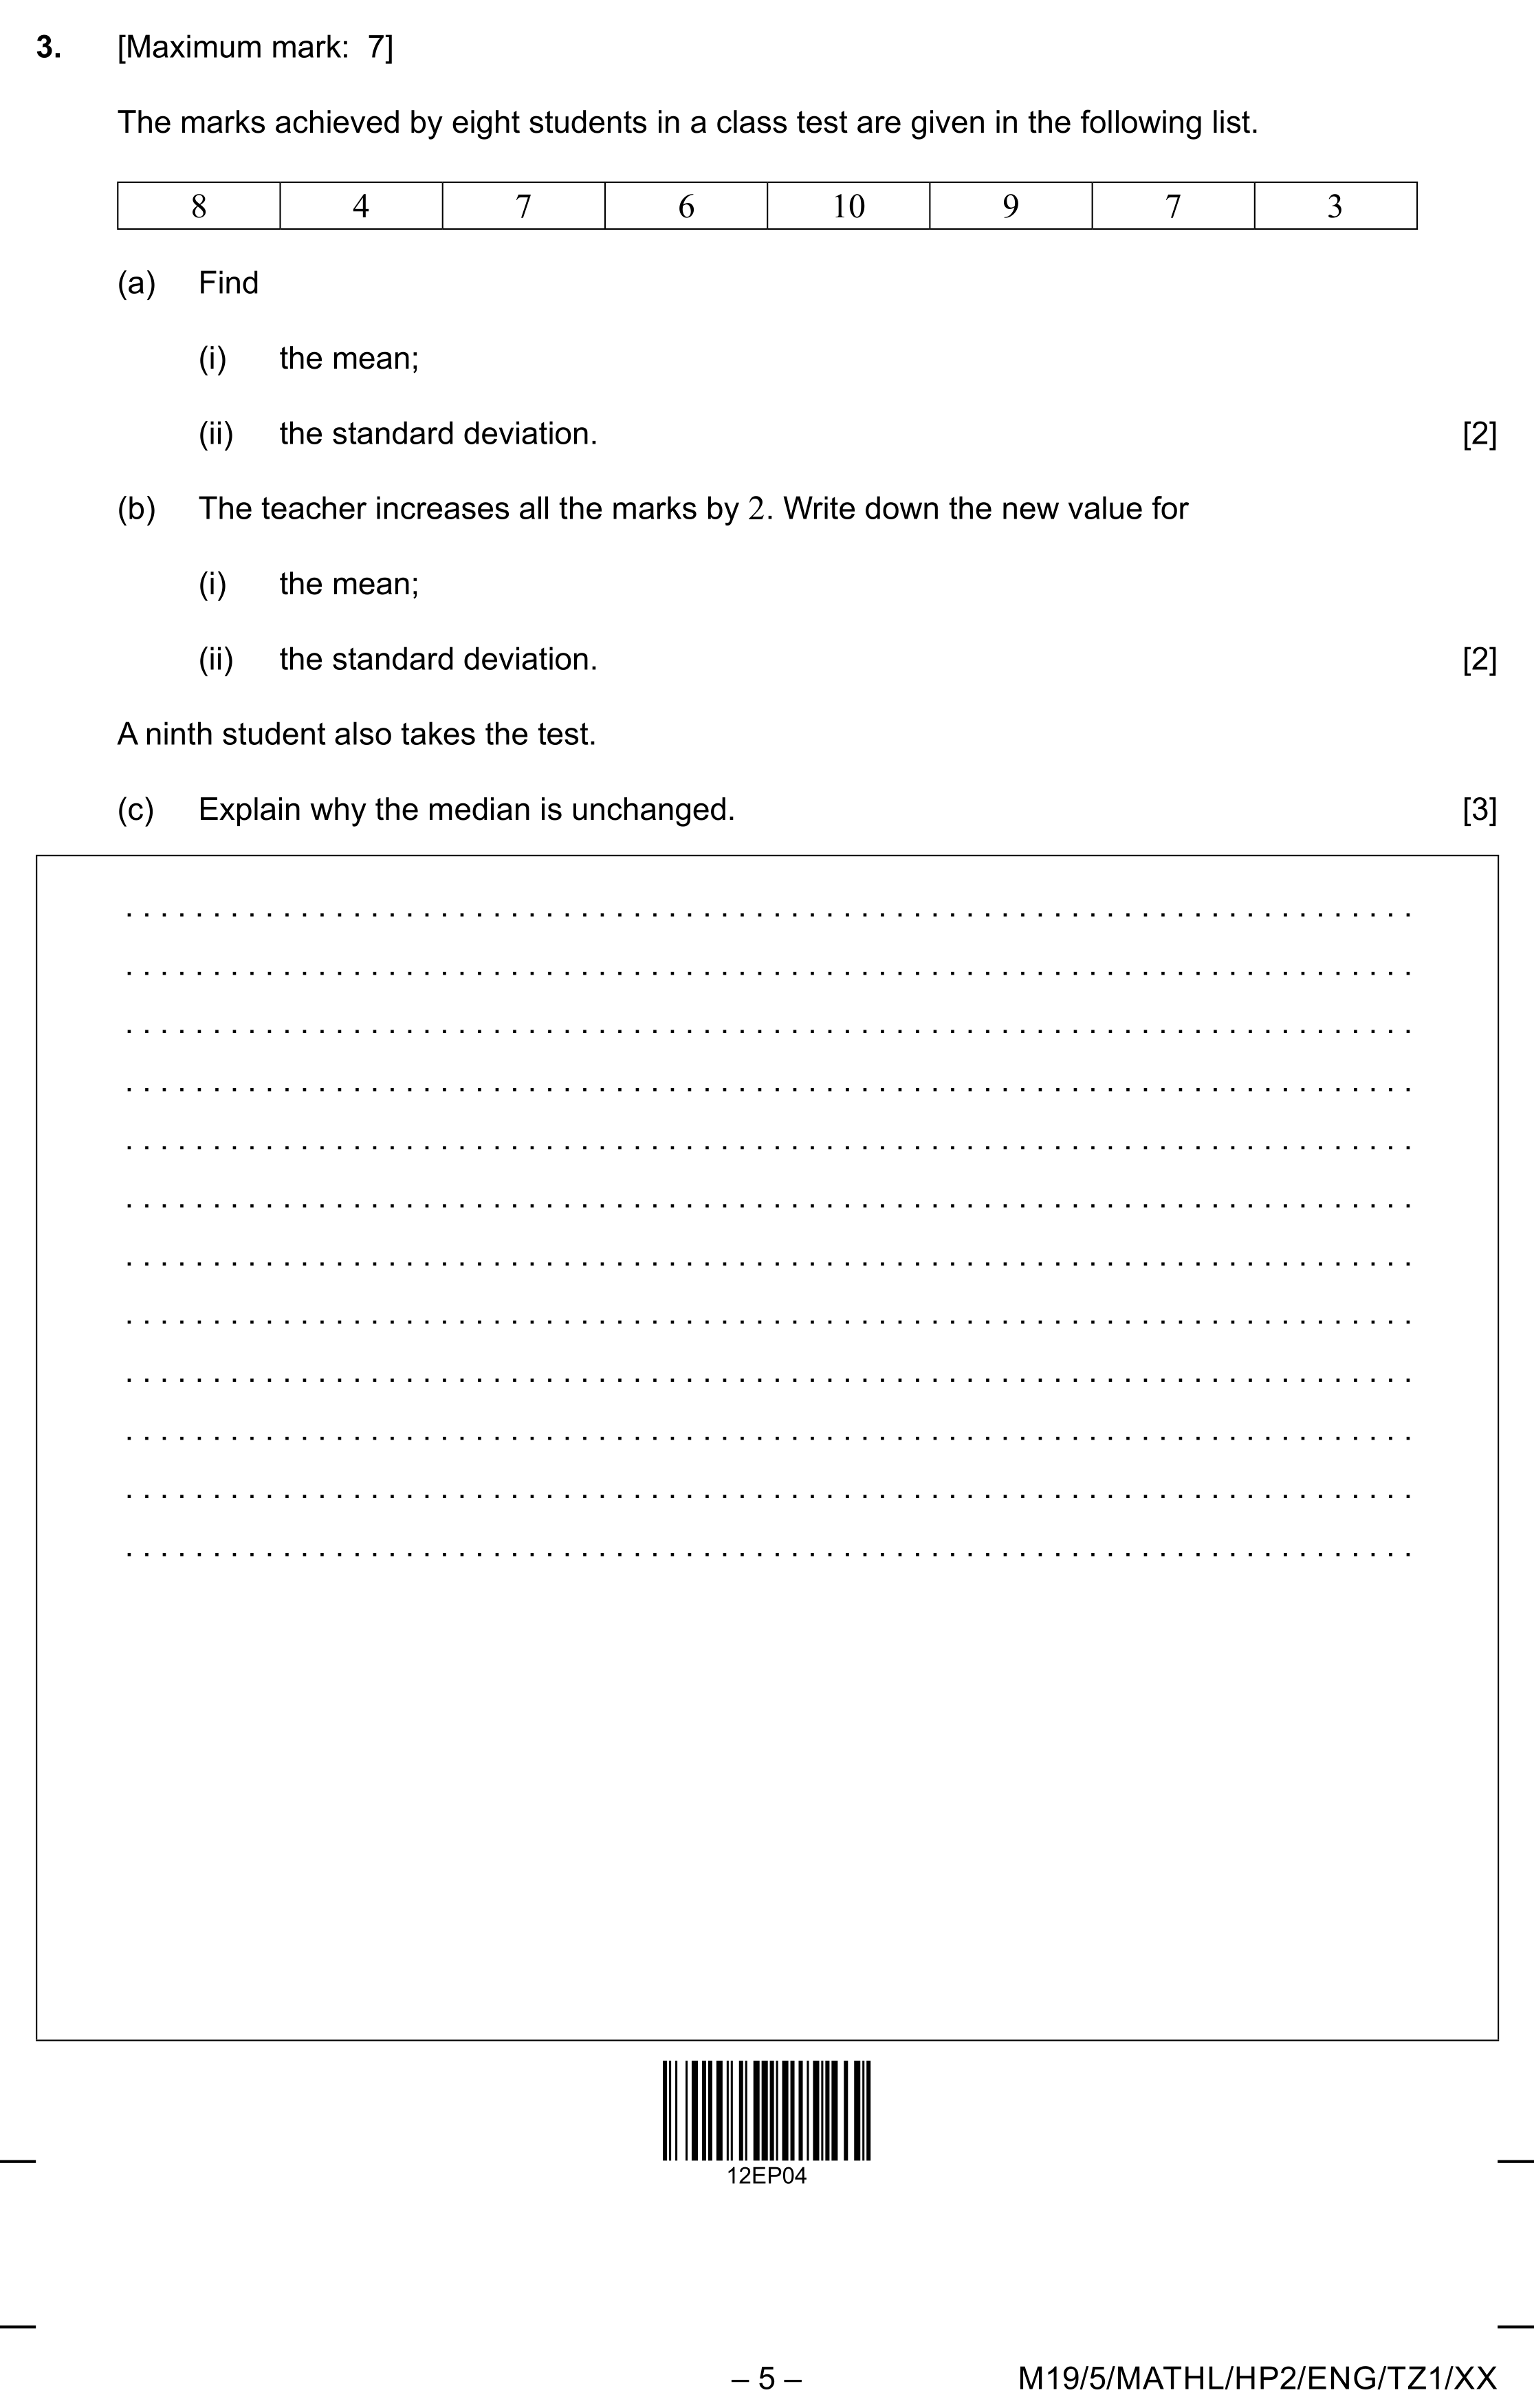 3. [Maximum mark: 7]
The marks achieved by eight students in a class test are given in the following list.
8 4 7 6 10 9 7 3
(a) Find
(i) the mean;
(ii) the standard deviation. [2]
(b) The teacher increases all the marks by 2. Write down the new value for
(i) the mean;
(ii) the standard deviation. [2]
A ninth student also takes the test.
(c) Explain why the median is unchanged. [3]
12EP04
– 5 – M19/5/MATHL/HP2/ENG/TZ1/XX